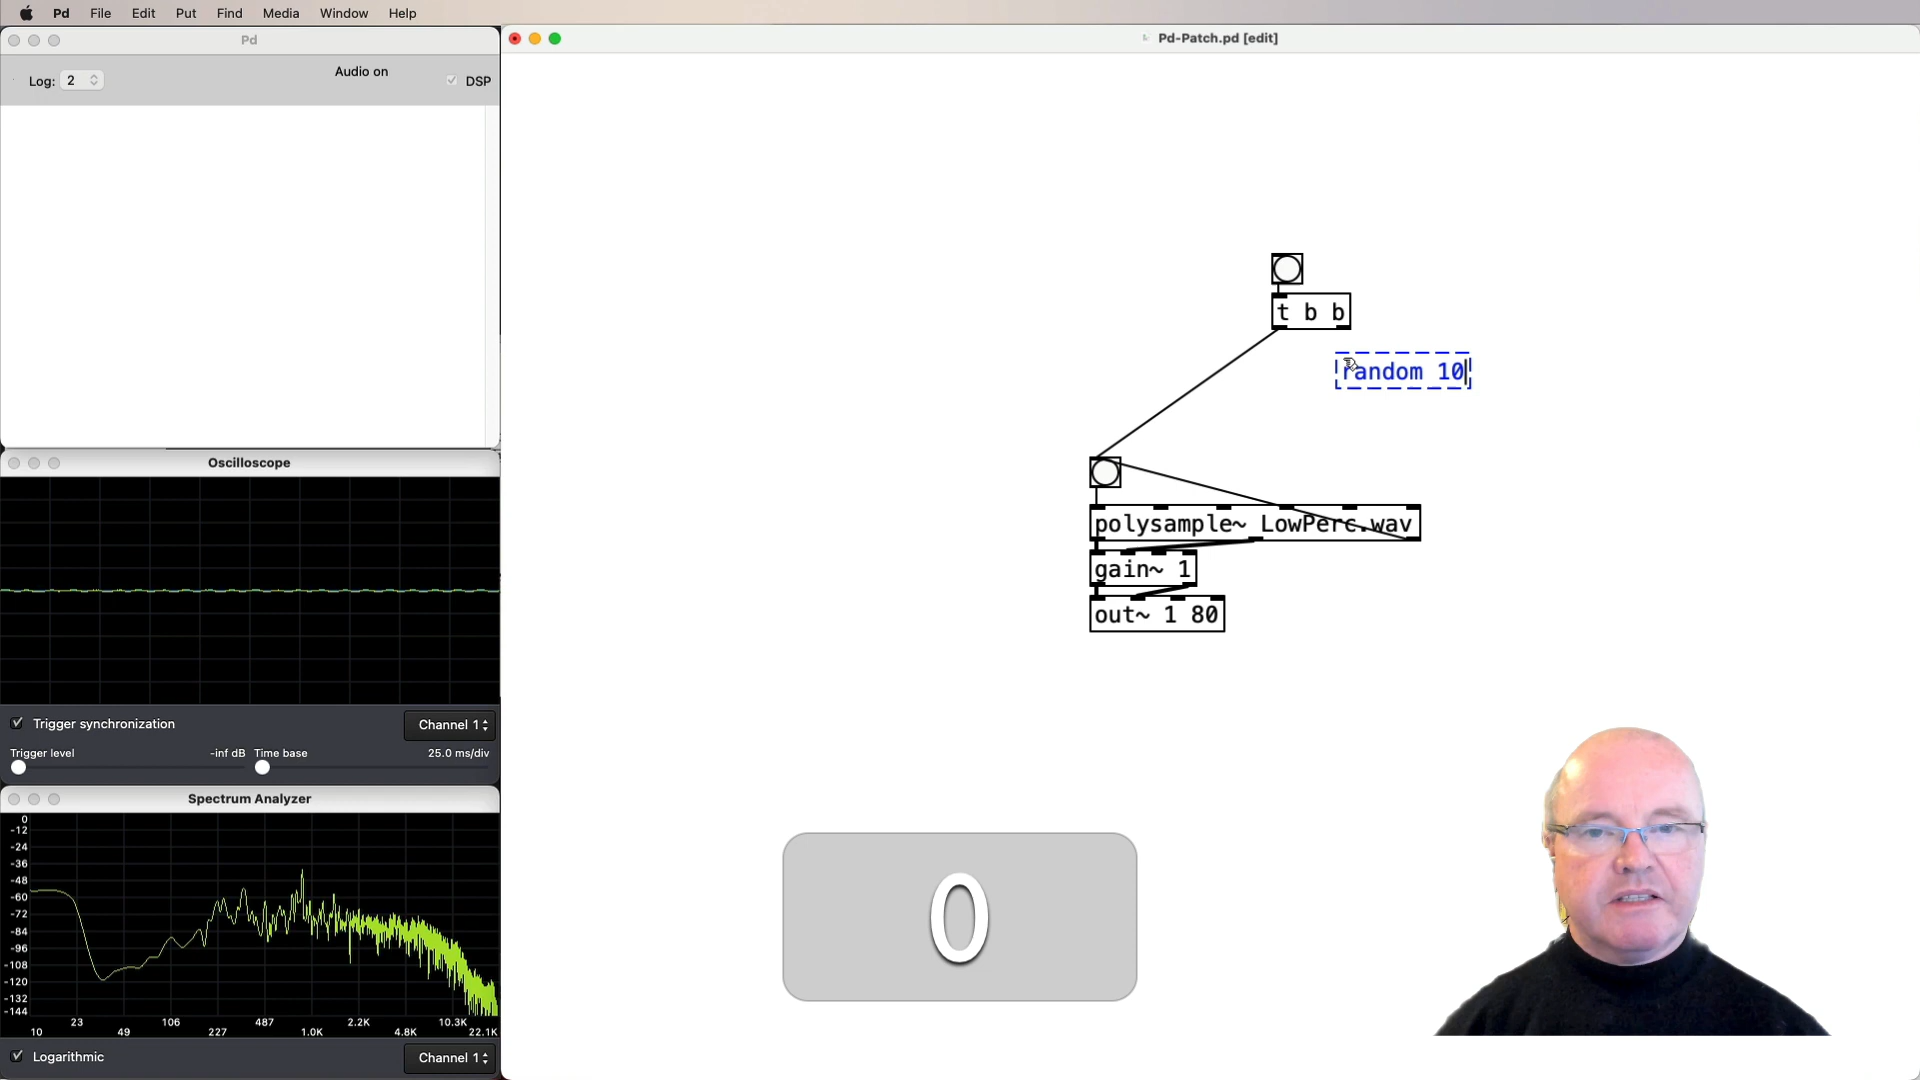 Pd File Edit Put Find Media Window Help
Pd
Log: 2
Audio on
DSP
Pd-Patch.pd [edit]
t b b
random 10
polysample~ LowPerc.wav
gain~ 1
out~ 1 80
Oscilloscope
Trigger synchronization
Channel 1
Trigger level -inf dB Time base 25.0 ms/div
Spectrum Analyzer
0
-12
-24
-36
-48
-60
-72
-84
-96
-108
-120
-132
-144
23 106 487 2.2K 10.3K
10 49 227 1.0K 4.8K 22.1K
Logarithmic
Channel 1
0